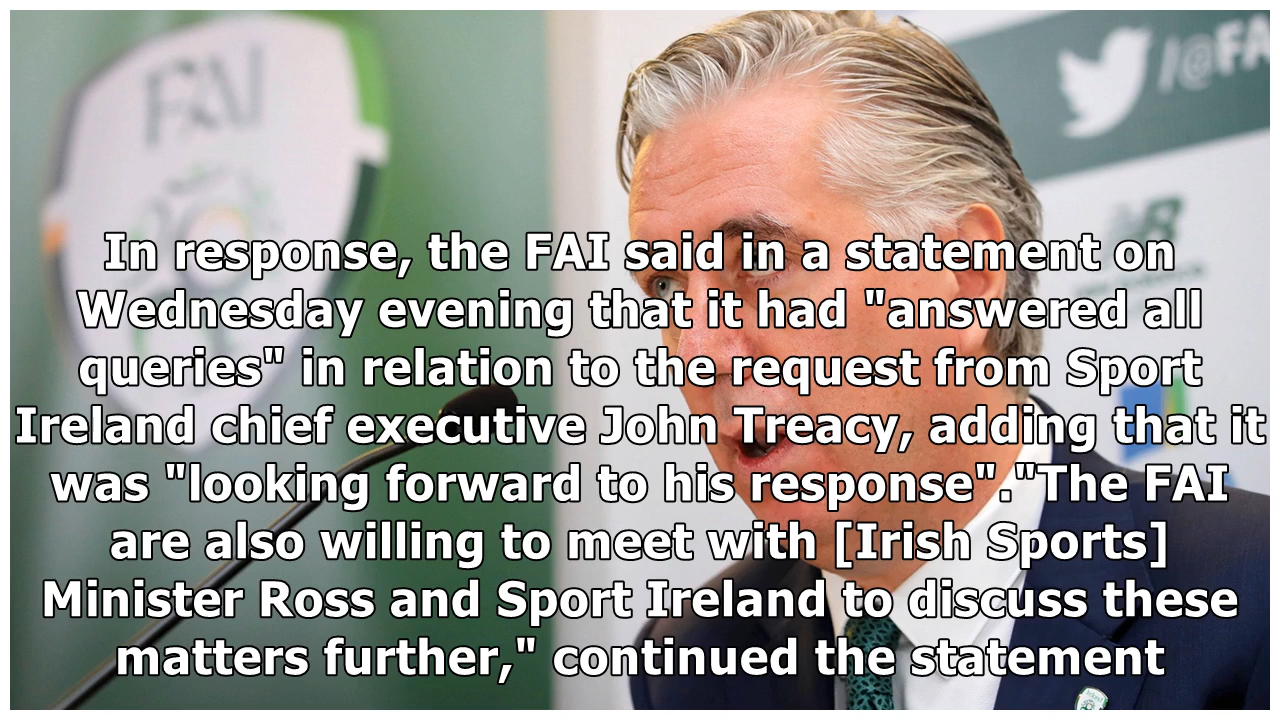 FAI
/@FA
In response, the FAI said in a statement on
Wednesday evening that it had "answered all
queries" in relation to the request from Sport
Ireland chief executive John Treacy, adding that it
was "looking forward to his response"."The FAI
are also willing to meet with [Irish Sports]
Minister Ross and Sport Ireland to discuss these
matters further," continued the statement